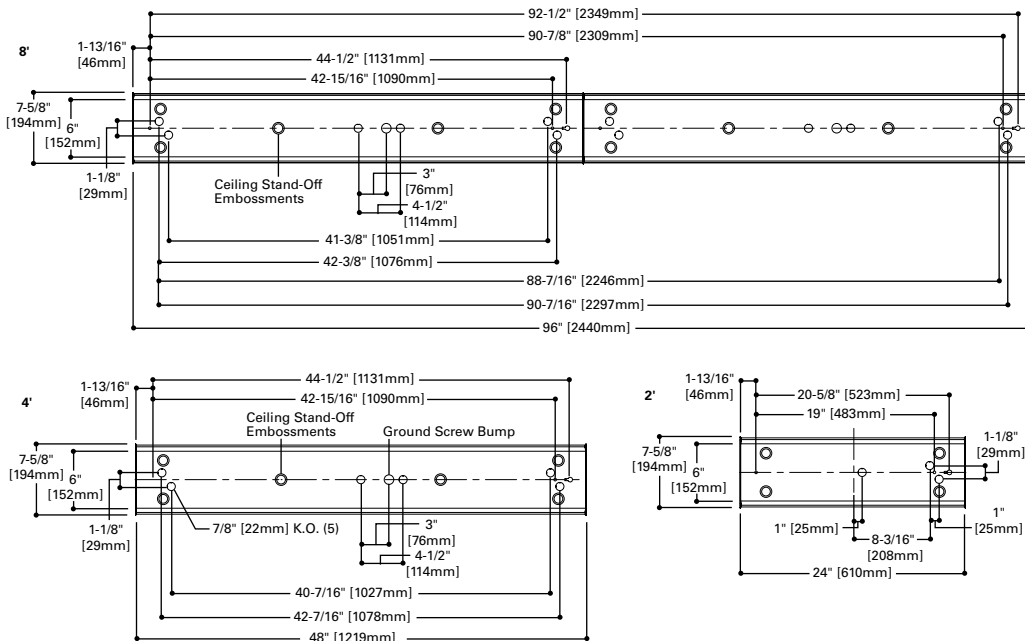 92-1/2" [2349mm]
90-7/8" [2309mm]
8'
1-13/16"
[46mm]
44-1/2" [1131mm]
42-15/16" [1090mm]
7-5/8"
[194mm]
6"
[152mm]
1-1/8"
[29mm]
Ceiling Stand-Off
Embossments
3"
[76mm]
4-1/2"
[114mm]
41-3/8" [1051mm]
42-3/8" [1076mm]
88-7/16" [2246mm]
90-7/16" [2297mm]
96" [2440mm]
4'
1-13/16"
[46mm]
44-1/2" [1131mm]
42-15/16" [1090mm]
Ceiling Stand-Off
Embossments
Ground Screw Bump
7-5/8"
[194mm]
6"
[152mm]
1-1/8"
[29mm]
7/8" [22mm] K.O. (5)
3"
[76mm]
4-1/2"
[114mm]
40-7/16" [1027mm]
42-7/16" [1078mm]
48" [1219mm]
2'
1-13/16"
[46mm]
20-5/8" [523mm]
19" [483mm]
1-1/8"
[29mm]
7-5/8"
[194mm]
6"
[152mm]
1" [25mm]
8-3/16"
[208mm]
1"
[25mm]
24" [610mm]